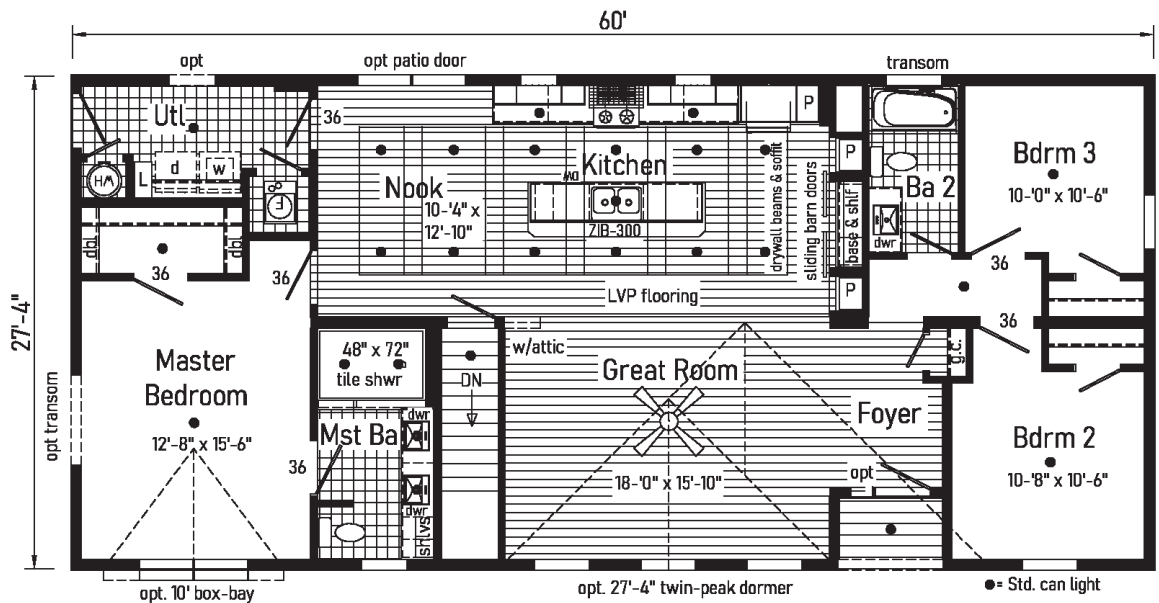 60'
opt
opt patio door
transom
Utl
36
P
WH
L
d
w
F
Nook
10-'4" x
12'-10"
Kitchen
DW
ZIB-300
drywall beams & soffit
sliding barn doors
P
base & shlf
P
Ba 2
dwr
Bdrm 3
10-'0" x 10'-6"
dbl
dbl
36
36
36
LVP flooring
36
27'-4"
opt transom
Master
Bedroom
12'-8" x 15'-6"
48" x 72"
tile shwr
w/attic
DN
Great Room
g.c.
Foyer
dwr
Mst Ba
36
dwr
shlvs
18-'0" x 15'-10"
opt
Bdrm 2
10-'8" x 10'-6"
opt. 10' box-bay
opt. 27'-4" twin-peak dormer
= Std. can light